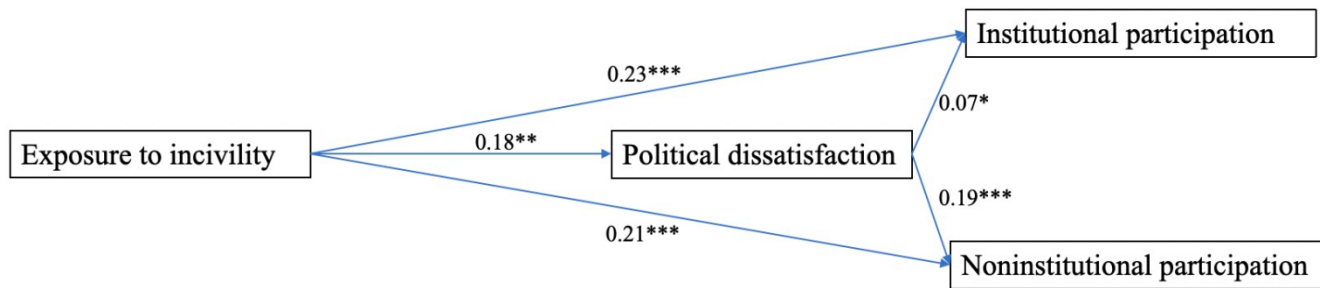 Institutional participation
0.23***
0.07*
Exposure to incivility
0.18**
Political dissatisfaction
0.19***
0.21***
Noninstitutional participation